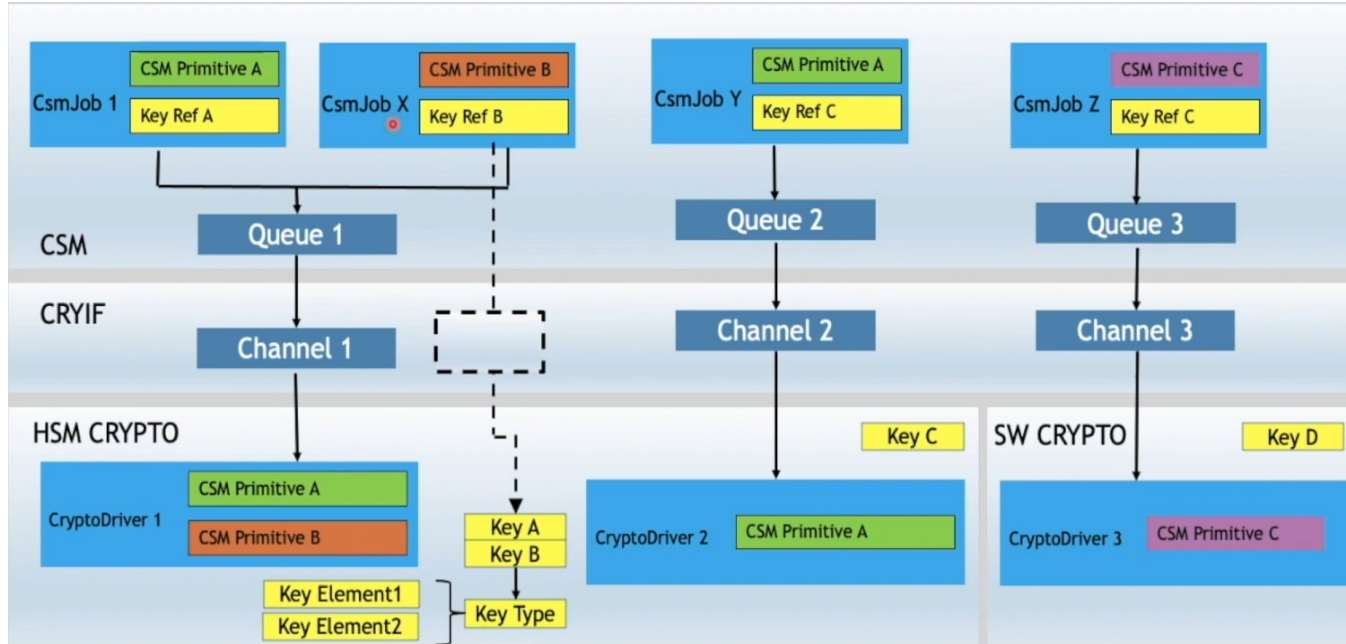 CsmJob 1
CSM Primitive A
Key Ref A
CsmJob X
CSM Primitive B
Key Ref B
CsmJob Y
CSM Primitive A
Key Ref C
CsmJob Z
CSM Primitive C
Key Ref C
Queue 1
Queue 2
Queue 3
CSM
CRYIF
Channel 1
Channel 2
Channel 3
HSM CRYPTO
Key C
SW CRYPTO
Key D
CryptoDriver 1
CSM Primitive A
CSM Primitive B
Key A
Key B
Key Type
Key Element1
Key Element2
CryptoDriver 2
CSM Primitive A
CryptoDriver 3
CSM Primitive C